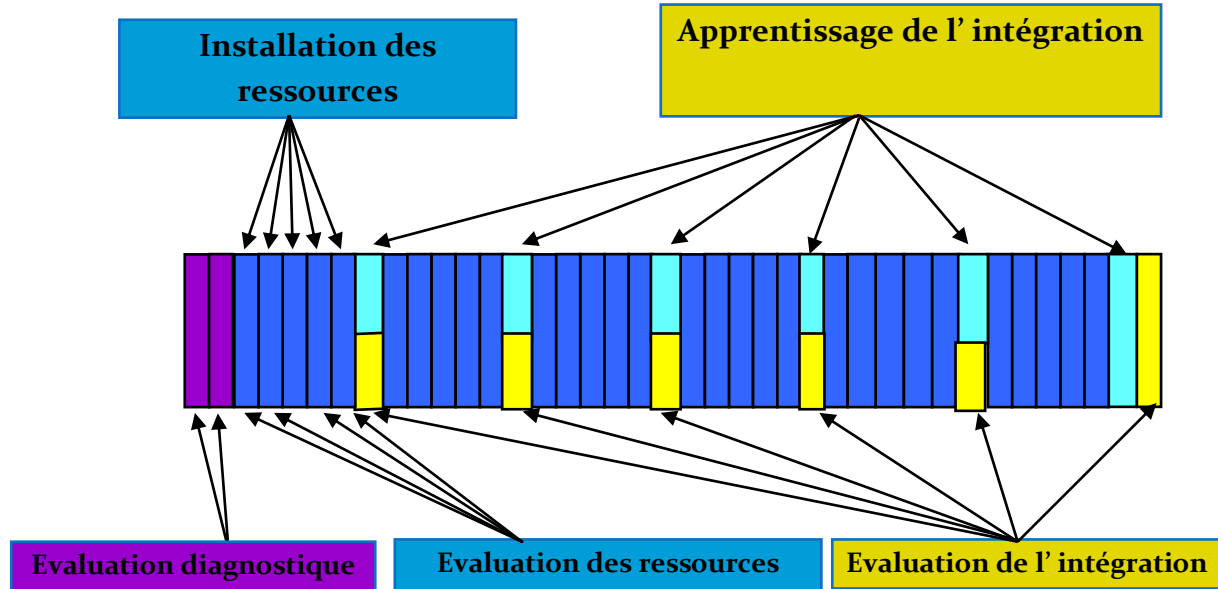 Installation des
ressources
Apprentissage de l’ intégration
Evaluation diagnostique
Evaluation des ressources
Evaluation de l’ intégration